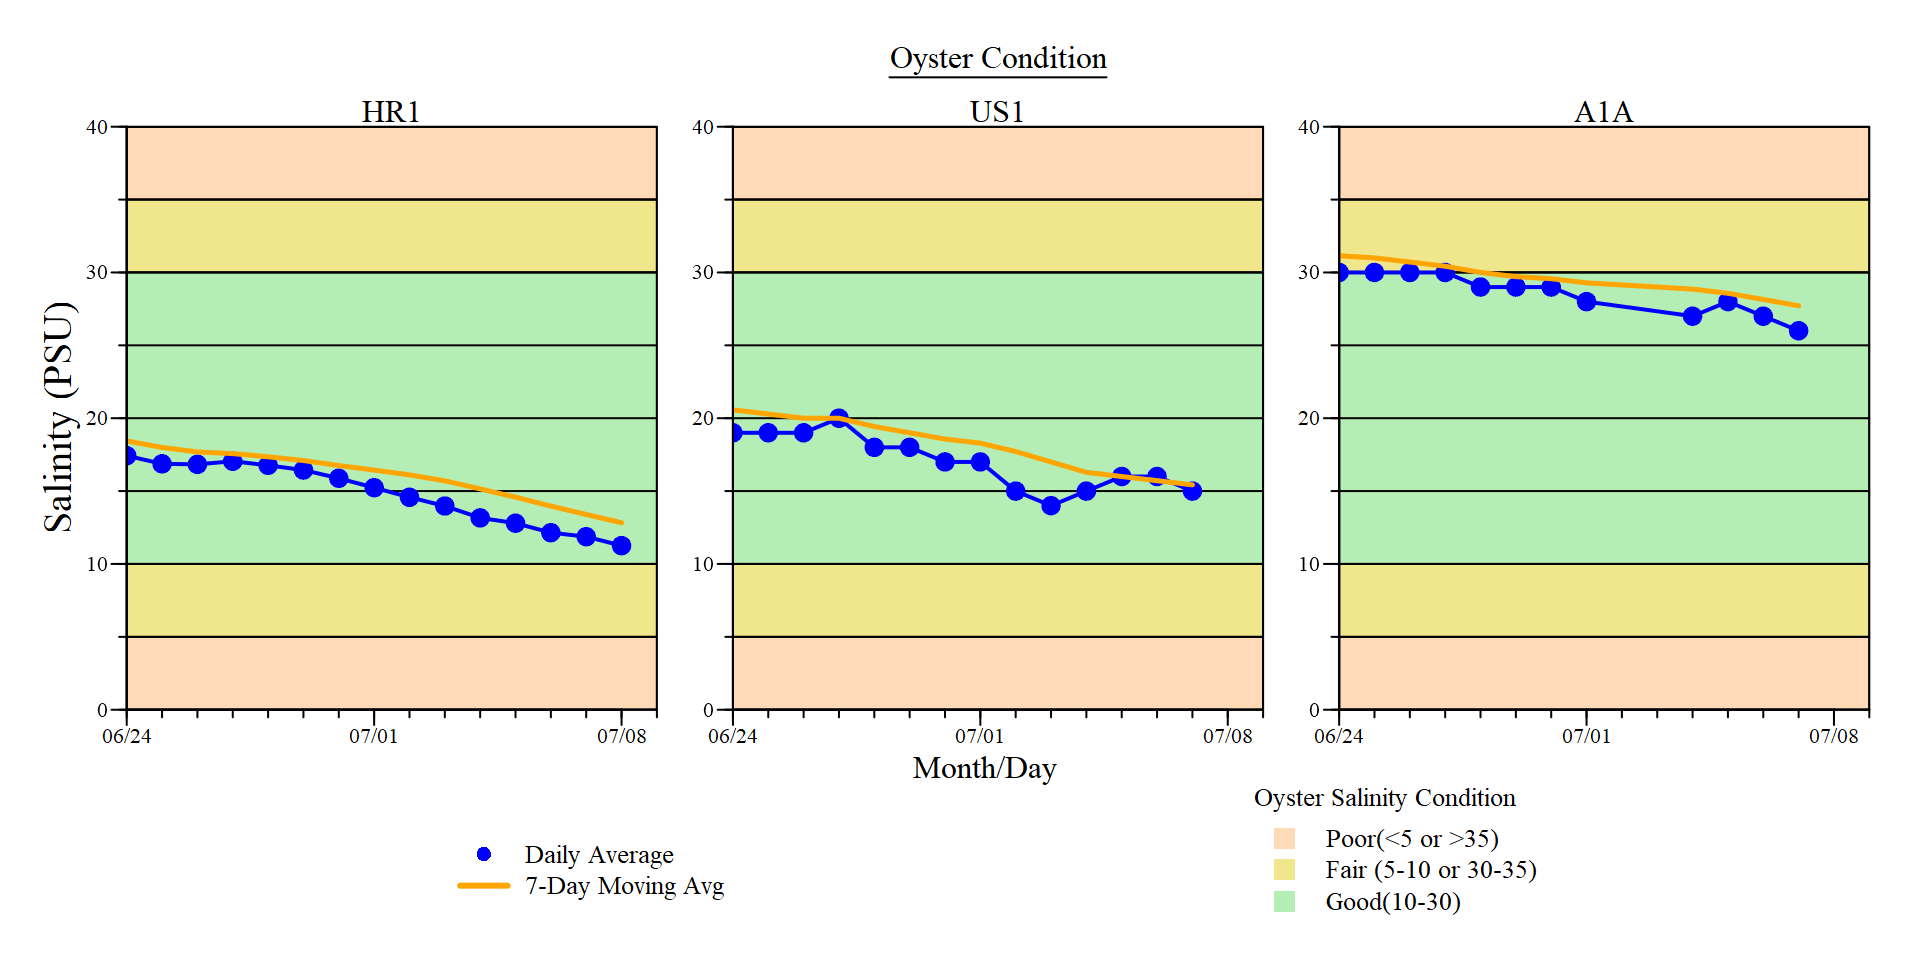 Oyster Condition
HR1
US1
A1A
40
30
20
10
0
40
30
20
10
0
40
30
20
10
0
Salinity (PSU)
06/24
07/01
07/08
06/24
07/01
07/08
06/24
07/01
07/08
Month/Day
Daily Average
7-Day Moving Avg
Oyster Salinity Condition
Poor(<5 or >35)
Fair (5-10 or 30-35)
Good(10-30)